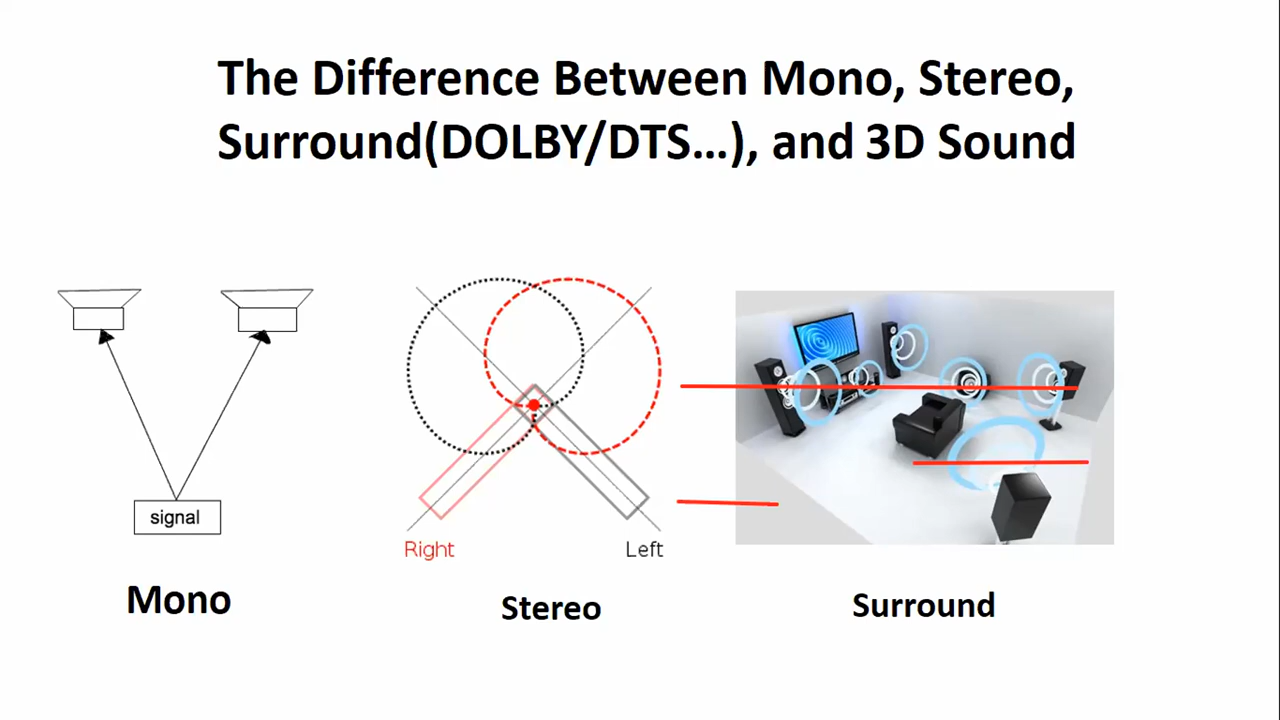 The Difference Between Mono, Stereo,
Surround(DOLBY/DTS...), and 3D Sound
signal
Right
Left
Mono
Stereo
Surround